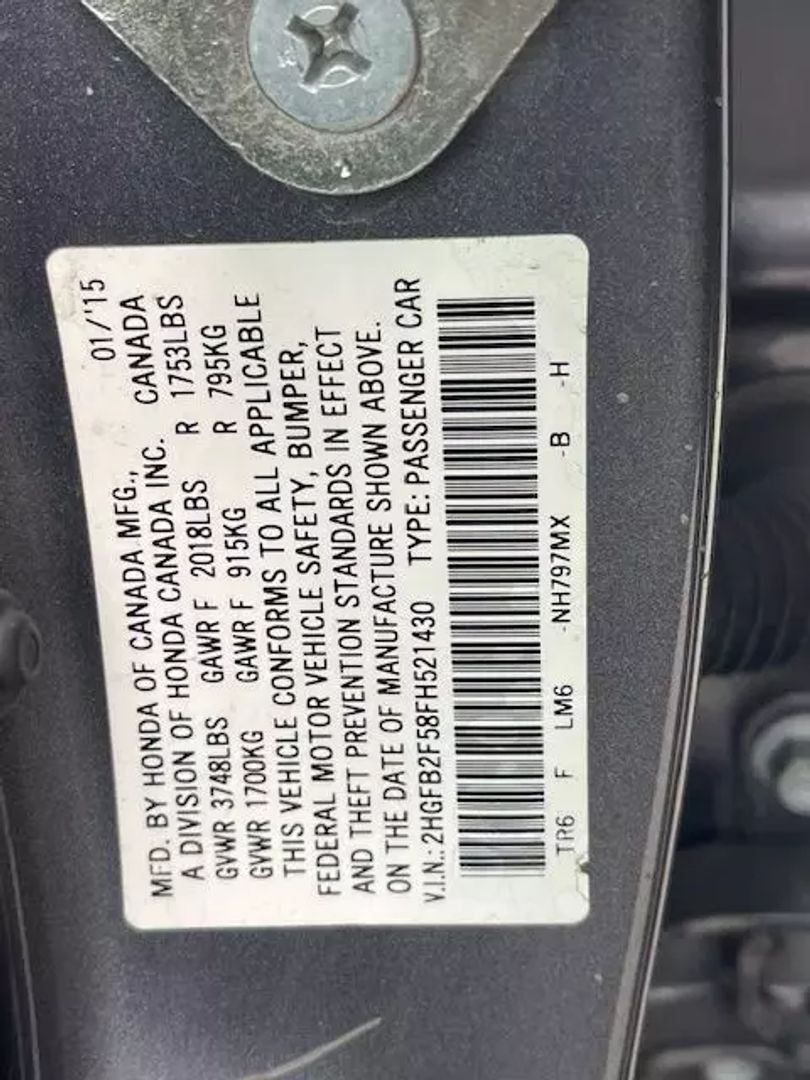 MFD. BY HONDA OF CANADA MFG., 01/'15
A DIVISION OF HONDA CANADA INC. CANADA
GVWR 3748LBS GAWR F 2018LBS R 1753LBS
GVWR 1700KG GAWR F 915KG R 795KG
THIS VEHICLE CONFORMS TO ALL APPLICABLE
FEDERAL MOTOR VEHICLE SAFETY, BUMPER,
AND THEFT PREVENTION STANDARDS IN EFFECT
ON THE DATE OF MANUFACTURE SHOWN ABOVE.
V.I.N.: 2HGFB2F58FH521430 TYPE: PASSENGER CAR
TR6 F LM6 -NH797MX -B -H